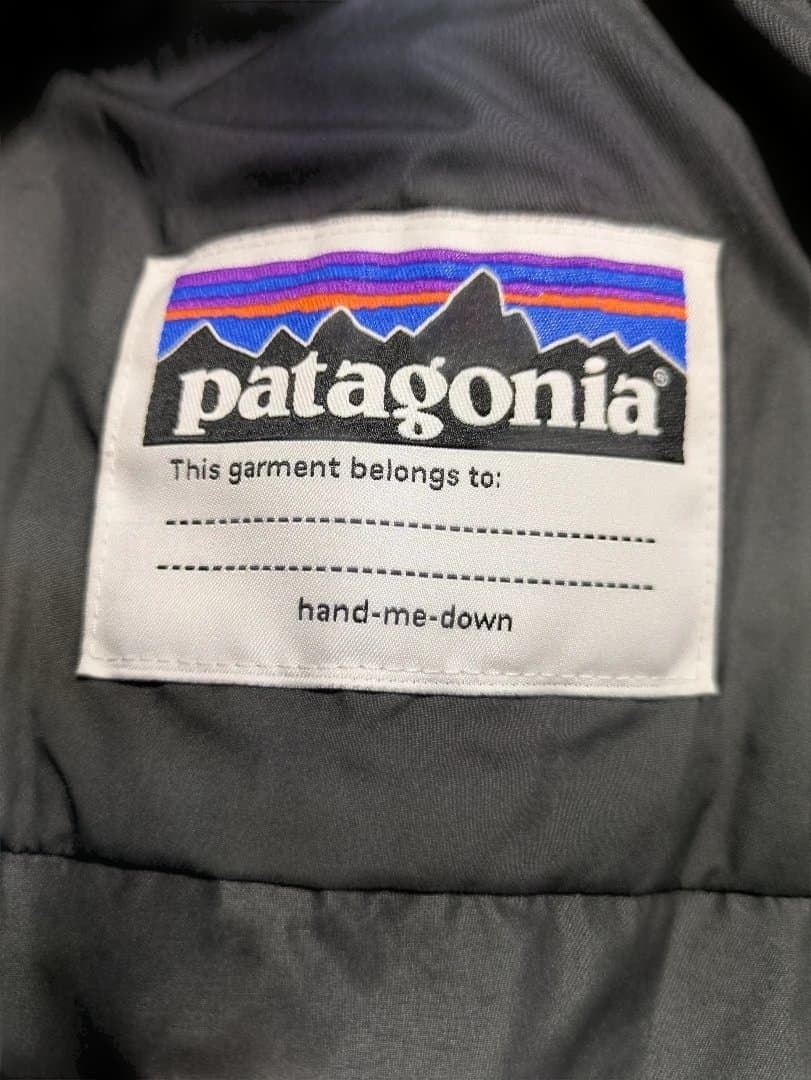 patagonia®
This garment belongs to:
hand-me-down